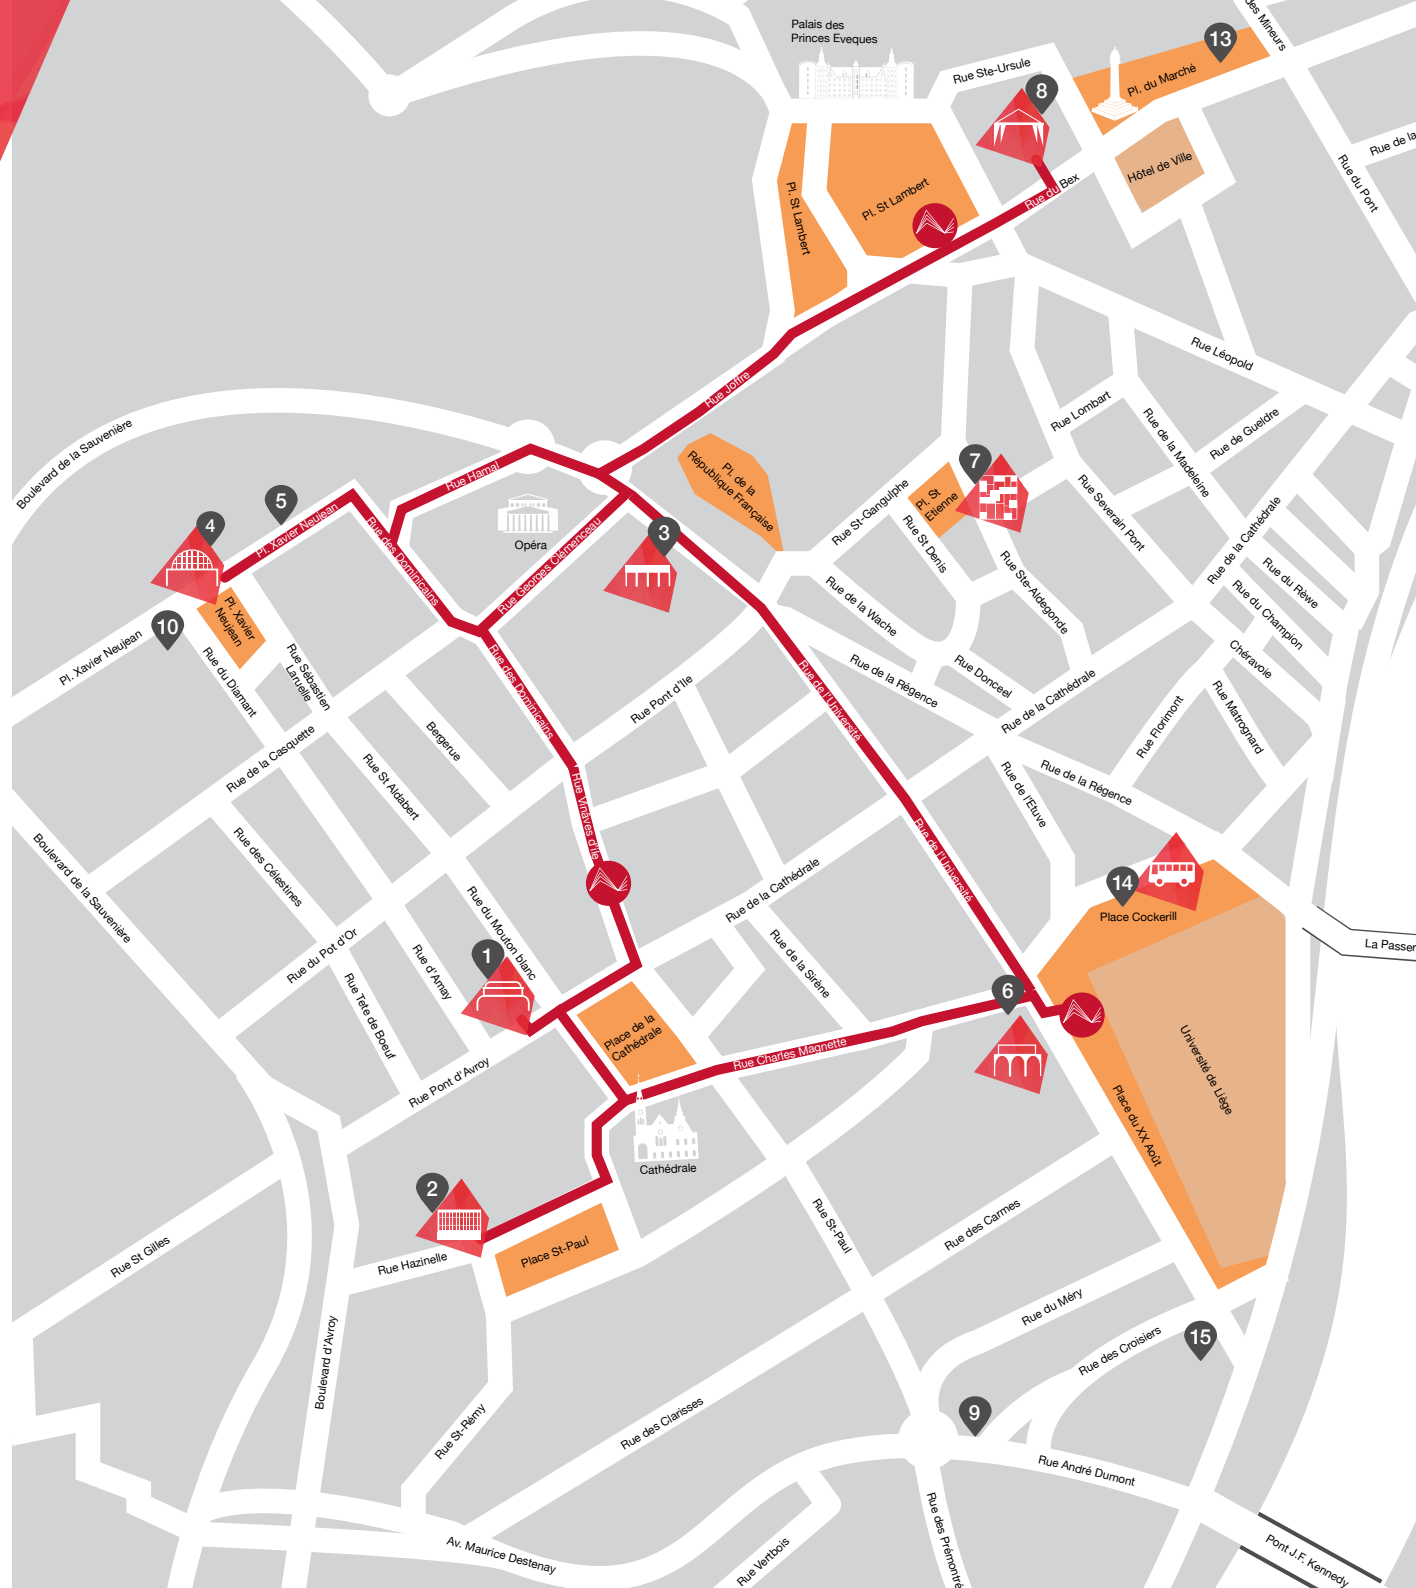 Palais des
Princes Eveques
des Mineurs
13
Rue Ste-Ursule
Pl. du Marché
8
Rue de la
Hôtel de Ville
Rue du Pont
Rue du Bex
Pl. St Lambert
Pl. St Lambert
Rue Léopold
Rue Joffre
Rue Lombart
Rue de la Madeleine
Rue de Gueldre
Boulevard de la Sauvenière
Rue Hamal
Pl. de la
République Française
7
Pl. St
Etienne
Rue St-Gangulphe
Rue St Denis
Rue Severain Pont
Rue de la Cathédrale
5
4
Pl. Xavier Neujean
Rue des Dominicains
Opéra
Rue Georges Clémenceau
3
Rue Ste-Aldegonde
Rue du Rèwe
Rue du Champion
Chéravoie
Rue de la Wache
Pl. Xavier
Neujean
10
Pl. Xavier Neujean
Rue du Diamant
Rue Sébastien
Laruelle
Rue des Dominicains
Rue Pont d'Ile
Rue de l'Université
Rue de la Régence
Rue Donceel
Rue de la Cathédrale
Rue Florimont
Rue Matrognard
Bergerue
Rue de la Casquette
Rue St Aldabert
Rue Vinâves d'île
Rue de l'Etuve
Rue de la Régence
Rue de l'Université
Boulevard de la Sauvenière
Rue des Célestines
Rue de la Cathédrale
14
Place Cockerill
La Passer
Rue du Mouton blanc
Rue du Pot d'Or
Rue d'Amay
Rue Tete de Boeuf
1
Rue de la Sirène
6
Place de la
Cathédrale
Rue Charles Magnette
Université de Liège
Place du XX Août
Rue Pont d'Avroy
Cathédrale
2
Rue St Gilles
Rue Hazinelle
Place St-Paul
Rue St-Paul
Rue des Carmes
Rue du Méry
Rue des Croisiers
15
Boulevard d'Avroy
Rue St-Rémy
Rue des Clarisses
9
Rue André Dumont
Rue des Prémontré
Av. Maurice Destenay
Rue Vertbois
Pont J.F. Kennedy